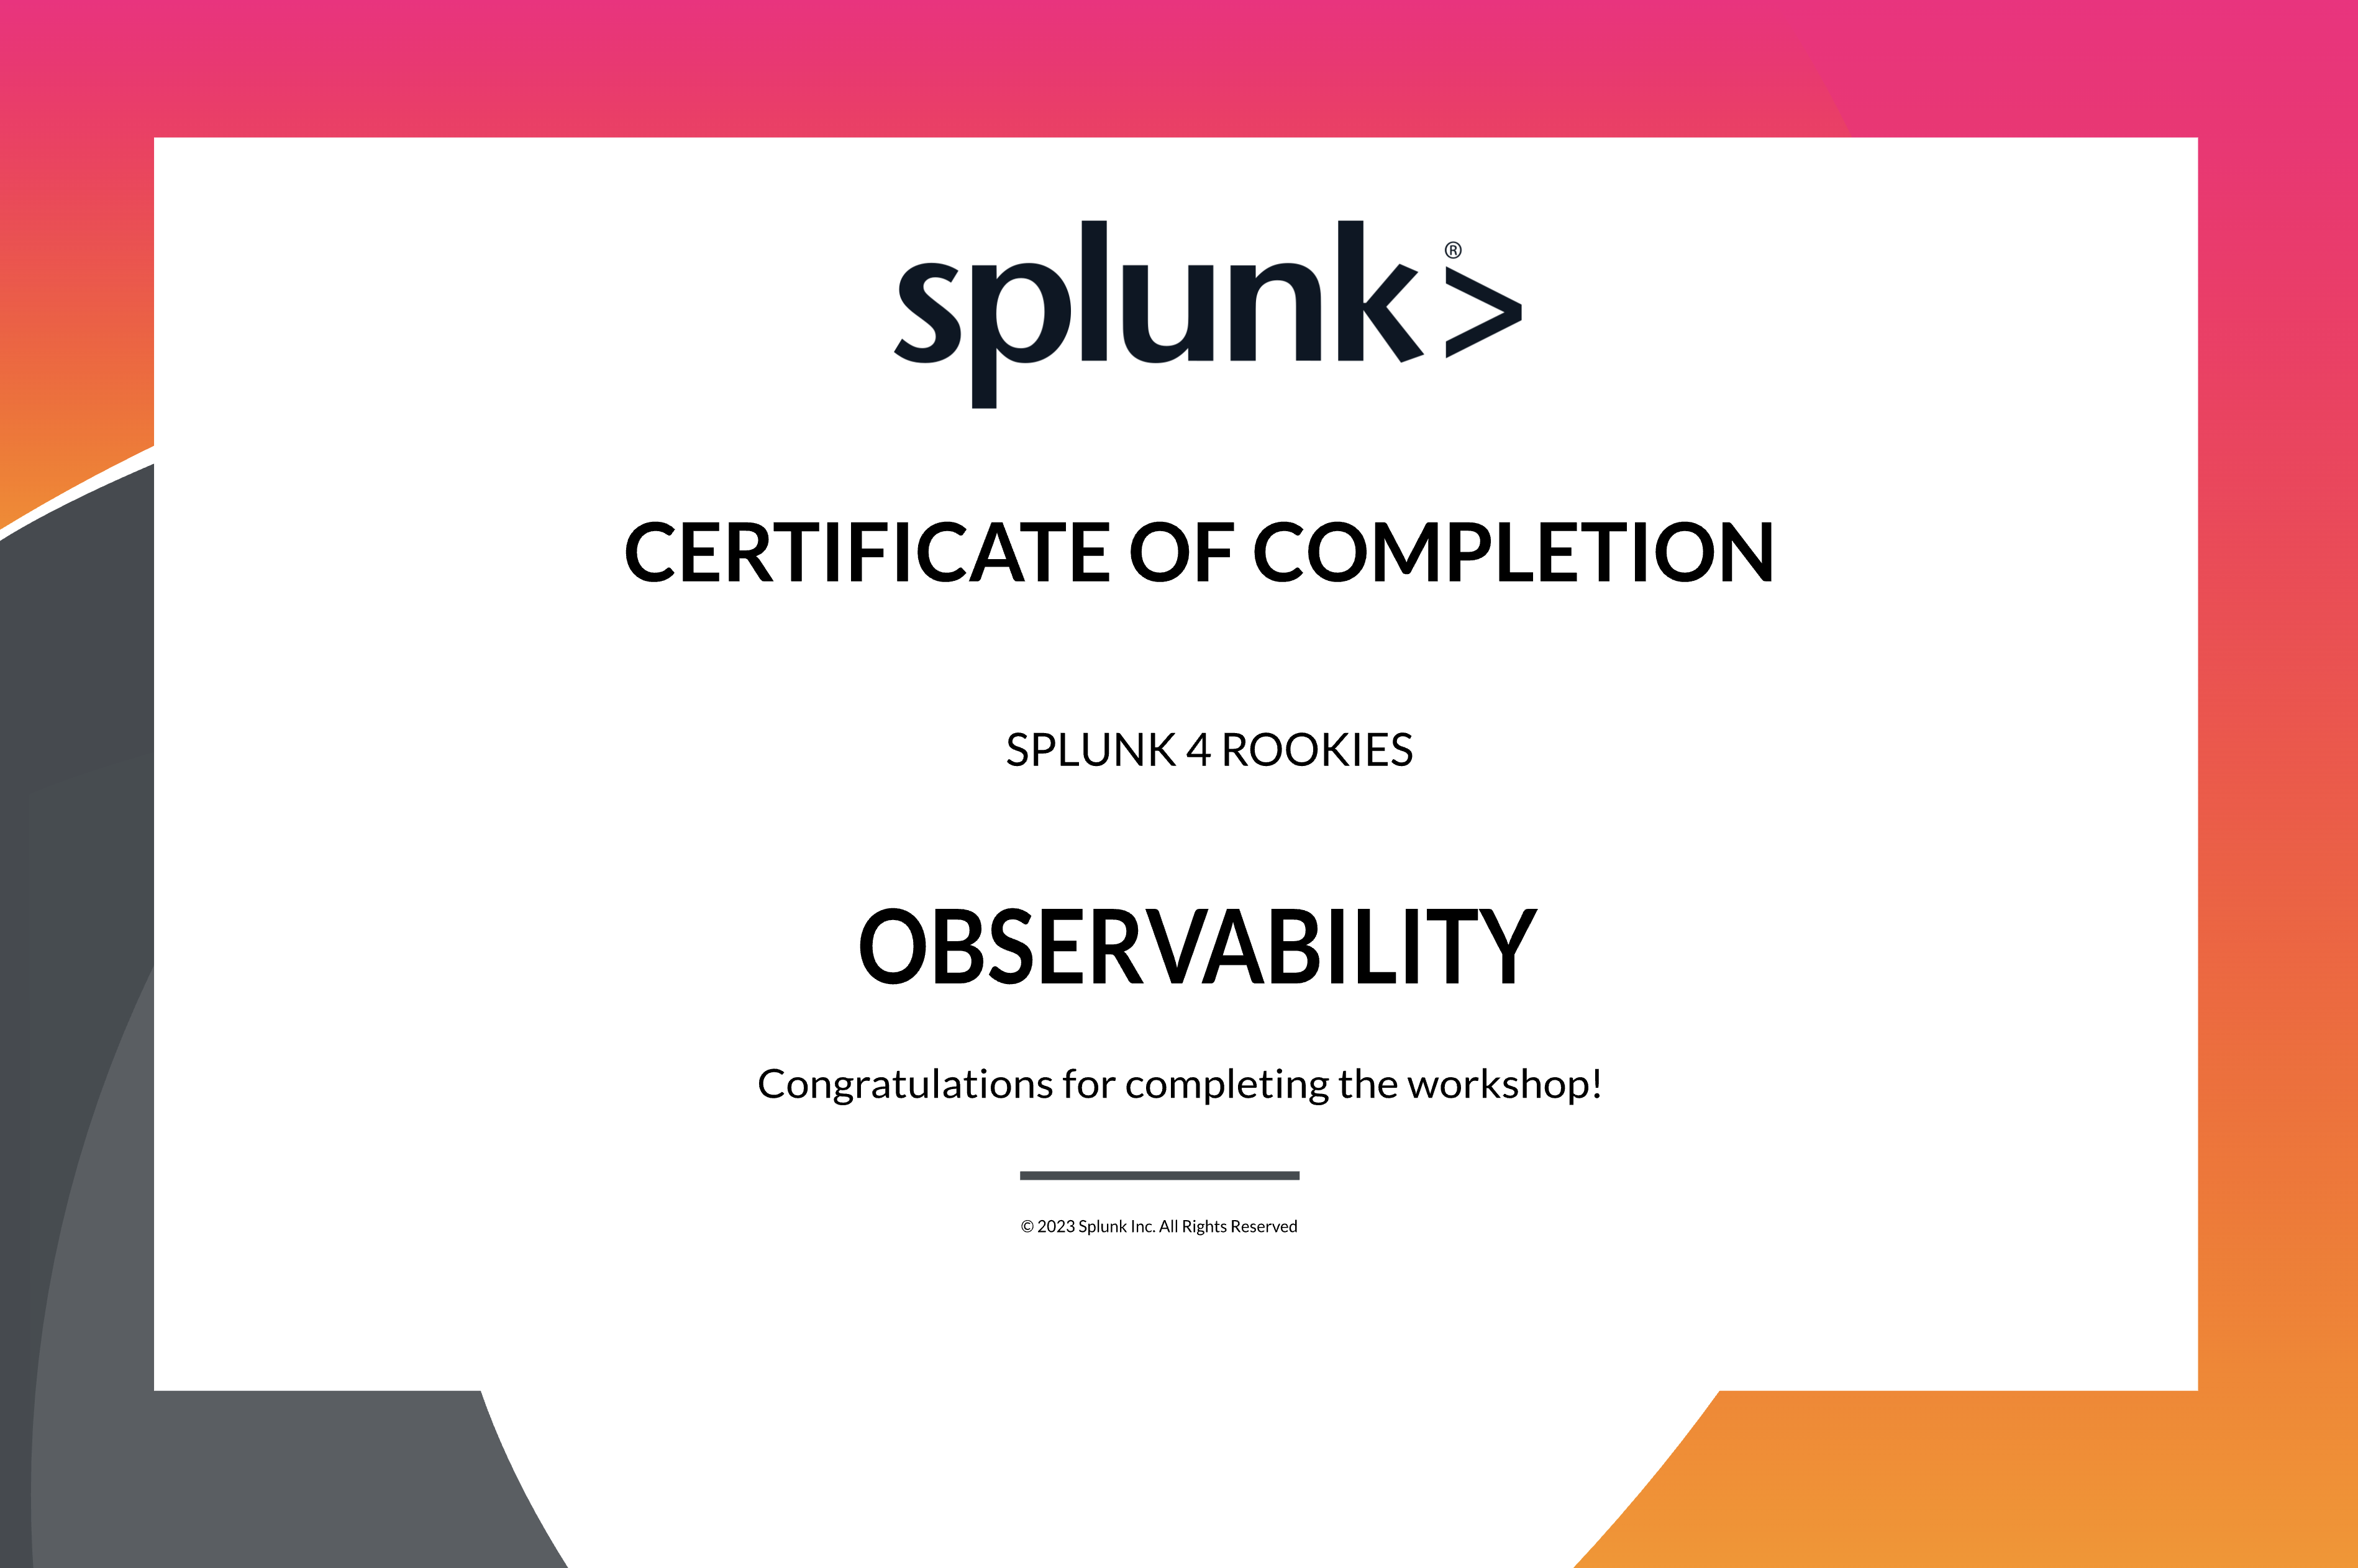 splunk>®
CERTIFICATE OF COMPLETION
SPLUNK 4 ROOKIES
OBSERVABILITY
Congratulations for completing the workshop!
© 2023 Splunk Inc. All Rights Reserved